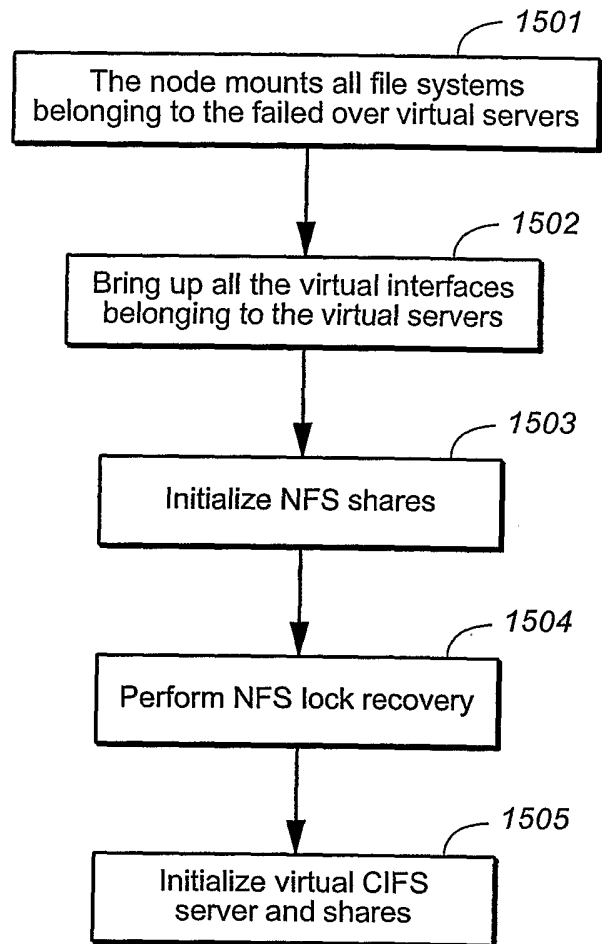 1501
The node mounts all file systems
belonging to the failed over virtual servers
1502
Bring up all the virtual interfaces
belonging to the virtual servers
1503
Initialize NFS shares
1504
Perform NFS lock recovery
1505
Initialize virtual CIFS
server and shares